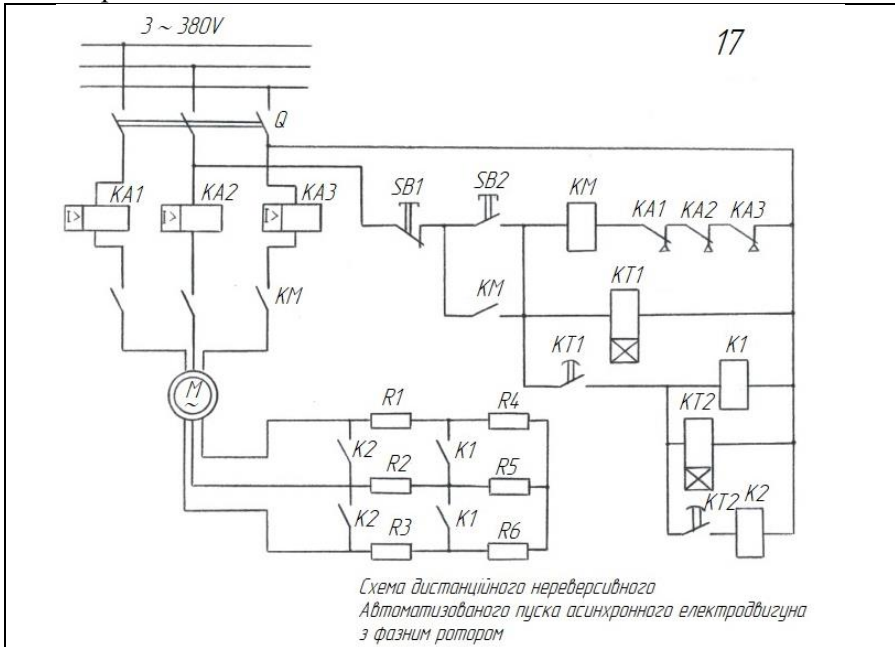 3 ~ 380V
17
Q
KA1 KA2 KA3
I> I> I>
SB1 SB2 KM KA1 KA2 KA3
KM
KM
KT1
KT1
K1
M
~
KT2
R1 R4
K2 K1
R2 R5
K2 K1
R3 R6
KT2 K2
Схема дистанційного нереверсивного
Автоматизованого пуска асинхронного електродвигуна
з фазним ротором